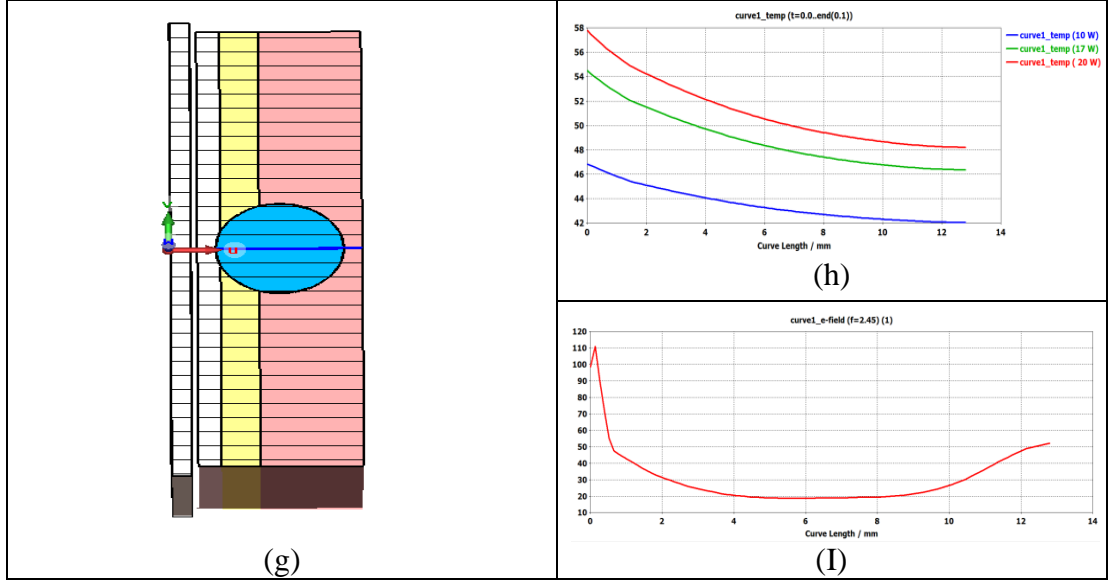 v
u
(g)
curve1_temp (t=0.0..end(0.1))
58
56
54
52
50
48
46
44
42
0 2 4 6 8 10 12 14
Curve Length / mm
curve1_temp (10 W)
curve1_temp (17 W)
curve1_temp ( 20 W)
(h)
curve1_e-field (f=2.45) (1)
120
110
100
90
80
70
60
50
40
30
20
10
0 2 4 6 8 10 12 14
Curve Length / mm
(I)